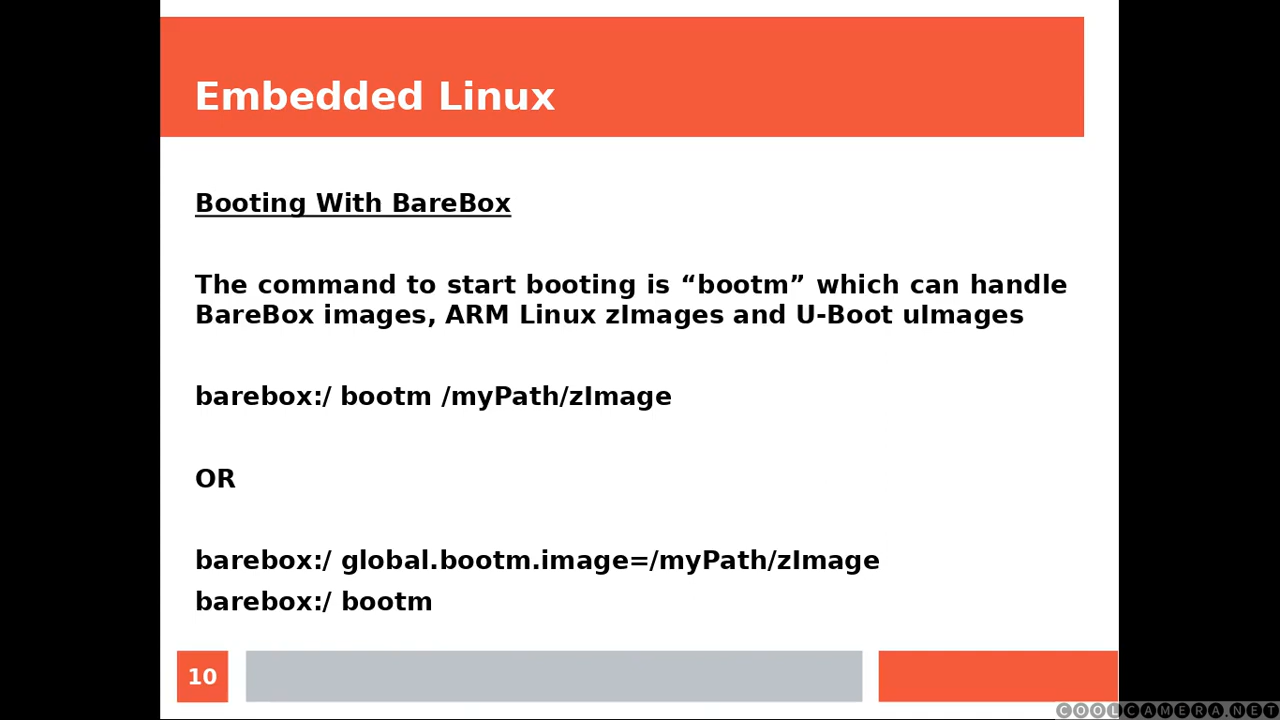 Embedded Linux
Booting With BareBox
The command to start booting is “bootm” which can handle
BareBox images, ARM Linux zImages and U-Boot uImages
barebox:/ bootm /myPath/zImage
OR
barebox:/ global.bootm.image=/myPath/zImage
barebox:/ bootm
10
COOLCAMERA.NET